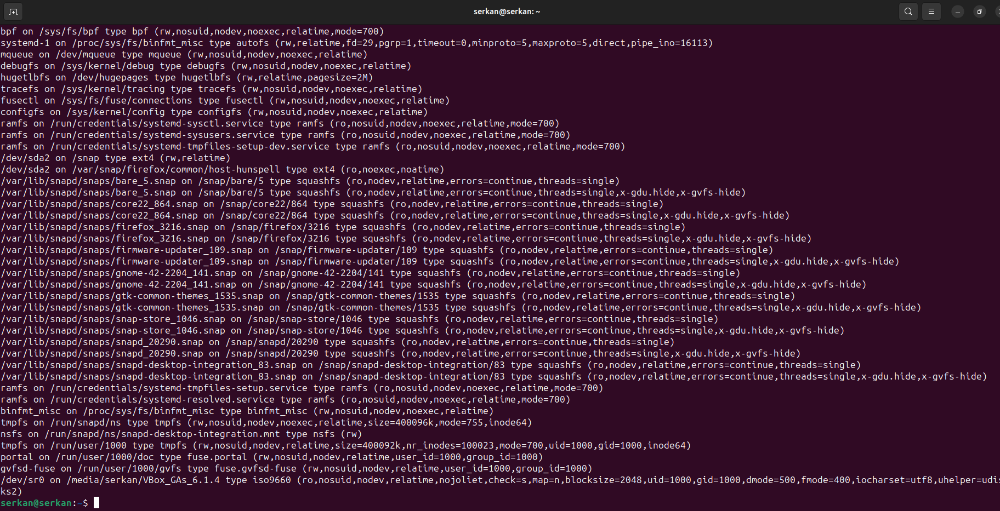 serkan@serkan: ~
bpf on /sys/fs/bpf type bpf (rw,nosuid,nodev,noexec,relatime,mode=700)
systemd-1 on /proc/sys/fs/binfmt_misc type autofs (rw,relatime,fd=29,pgrp=1,timeout=0,minproto=5,maxproto=5,direct,pipe_ino=16113)
mqueue on /dev/mqueue type mqueue (rw,nosuid,nodev,noexec,relatime)
debugfs on /sys/kernel/debug type debugfs (rw,nosuid,nodev,noexec,relatime)
hugetlbfs on /dev/hugepages type hugetlbfs (rw,relatime,pagesize=2M)
tracefs on /sys/kernel/tracing type tracefs (rw,nosuid,nodev,noexec,relatime)
fusectl on /sys/fs/fuse/connections type fusectl (rw,nosuid,nodev,noexec,relatime)
configfs on /sys/kernel/config type configfs (rw,nosuid,nodev,noexec,relatime)
ramfs on /run/credentials/systemd-sysctl.service type ramfs (ro,nosuid,nodev,noexec,relatime,mode=700)
ramfs on /run/credentials/systemd-sysusers.service type ramfs (ro,nosuid,nodev,noexec,relatime,mode=700)
ramfs on /run/credentials/systemd-tmpfiles-setup-dev.service type ramfs (ro,nosuid,nodev,noexec,relatime,mode=700)
/dev/sda2 on /snap type ext4 (rw,relatime)
/dev/sda2 on /var/snap/firefox/common/host-hunspell type ext4 (ro,noexec,noatime)
/var/lib/snapd/snaps/bare_5.snap on /snap/bare/5 type squashfs (ro,nodev,relatime,errors=continue,threads=single)
/var/lib/snapd/snaps/bare_5.snap on /snap/bare/5 type squashfs (ro,nodev,relatime,errors=continue,threads=single,x-gdu.hide,x-gvfs-hide)
/var/lib/snapd/snaps/core22_864.snap on /snap/core22/864 type squashfs (ro,nodev,relatime,errors=continue,threads=single)
/var/lib/snapd/snaps/core22_864.snap on /snap/core22/864 type squashfs (ro,nodev,relatime,errors=continue,threads=single,x-gdu.hide,x-gvfs-hide)
/var/lib/snapd/snaps/firefox_3216.snap on /snap/firefox/3216 type squashfs (ro,nodev,relatime,errors=continue,threads=single)
/var/lib/snapd/snaps/firefox_3216.snap on /snap/firefox/3216 type squashfs (ro,nodev,relatime,errors=continue,threads=single,x-gdu.hide,x-gvfs-hide)
/var/lib/snapd/snaps/firmware-updater_109.snap on /snap/firmware-updater/109 type squashfs (ro,nodev,relatime,errors=continue,threads=single)
/var/lib/snapd/snaps/firmware-updater_109.snap on /snap/firmware-updater/109 type squashfs (ro,nodev,relatime,errors=continue,threads=single,x-gdu.hide,x-gvfs-hide)
/var/lib/snapd/snaps/gnome-42-2204_141.snap on /snap/gnome-42-2204/141 type squashfs (ro,nodev,relatime,errors=continue,threads=single)
/var/lib/snapd/snaps/gnome-42-2204_141.snap on /snap/gnome-42-2204/141 type squashfs (ro,nodev,relatime,errors=continue,threads=single,x-gdu.hide,x-gvfs-hide)
/var/lib/snapd/snaps/gtk-common-themes_1535.snap on /snap/gtk-common-themes/1535 type squashfs (ro,nodev,relatime,errors=continue,threads=single)
/var/lib/snapd/snaps/gtk-common-themes_1535.snap on /snap/gtk-common-themes/1535 type squashfs (ro,nodev,relatime,errors=continue,threads=single,x-gdu.hide,x-gvfs-hide)
/var/lib/snapd/snaps/snap-store_1046.snap on /snap/snap-store/1046 type squashfs (ro,nodev,relatime,errors=continue,threads=single)
/var/lib/snapd/snaps/snap-store_1046.snap on /snap/snap-store/1046 type squashfs (ro,nodev,relatime,errors=continue,threads=single,x-gdu.hide,x-gvfs-hide)
/var/lib/snapd/snaps/snapd_20290.snap on /snap/snapd/20290 type squashfs (ro,nodev,relatime,errors=continue,threads=single)
/var/lib/snapd/snaps/snapd_20290.snap on /snap/snapd/20290 type squashfs (ro,nodev,relatime,errors=continue,threads=single,x-gdu.hide,x-gvfs-hide)
/var/lib/snapd/snaps/snapd-desktop-integration_83.snap on /snap/snapd-desktop-integration/83 type squashfs (ro,nodev,relatime,errors=continue,threads=single)
/var/lib/snapd/snaps/snapd-desktop-integration_83.snap on /snap/snapd-desktop-integration/83 type squashfs (ro,nodev,relatime,errors=continue,threads=single,x-gdu.hide,x-gvfs-hide)
ramfs on /run/credentials/systemd-tmpfiles-setup.service type ramfs (ro,nosuid,nodev,noexec,relatime,mode=700)
ramfs on /run/credentials/systemd-resolved.service type ramfs (ro,nosuid,nodev,noexec,relatime,mode=700)
binfmt_misc on /proc/sys/fs/binfmt_misc type binfmt_misc (rw,nosuid,nodev,noexec,relatime)
tmpfs on /run/snapd/ns type tmpfs (rw,nosuid,nodev,noexec,relatime,size=400096k,mode=755,inode64)
nsfs on /run/snapd/ns/snapd-desktop-integration.mnt type nsfs (rw)
tmpfs on /run/user/1000 type tmpfs (rw,nosuid,nodev,relatime,size=400092k,nr_inodes=100023,mode=700,uid=1000,gid=1000,inode64)
portal on /run/user/1000/doc type fuse.portal (rw,nosuid,nodev,relatime,user_id=1000,group_id=1000)
gvfsd-fuse on /run/user/1000/gvfs type fuse.gvfsd-fuse (rw,nosuid,nodev,relatime,user_id=1000,group_id=1000)
/dev/sr0 on /media/serkan/VBox_GAs_6.1.4 type iso9660 (ro,nosuid,nodev,relatime,nojoliet,check=s,map=n,blocksize=2048,uid=1000,gid=1000,dmode=500,fmode=400,iocharset=utf8,uhelper=udis
ks2)
serkan@serkan:~$